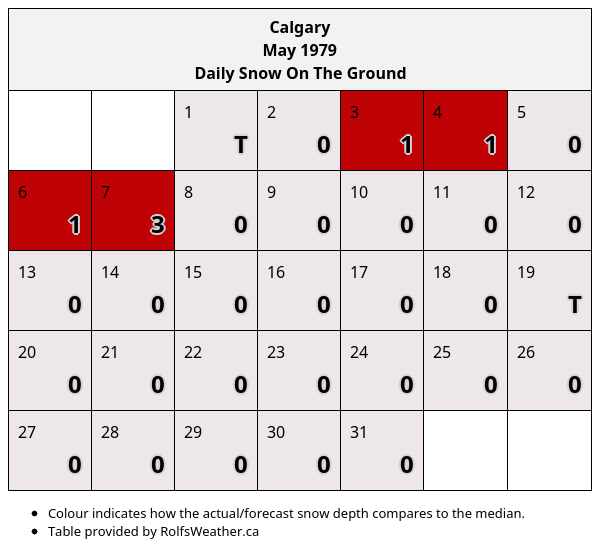 Calgary
May 1979
Daily Snow On The Ground
1 2 3 4 5
T 0 1 1 0
6 7 8 9 10 11 12
1 3 0 0 0 0 0
13 14 15 16 17 18 19
0 0 0 0 0 0 T
20 21 22 23 24 25 26
0 0 0 0 0 0 0
27 28 29 30 31
0 0 0 0 0
• Colour indicates how the actual/forecast snow depth compares to the median.
• Table provided by RolfsWeather.ca